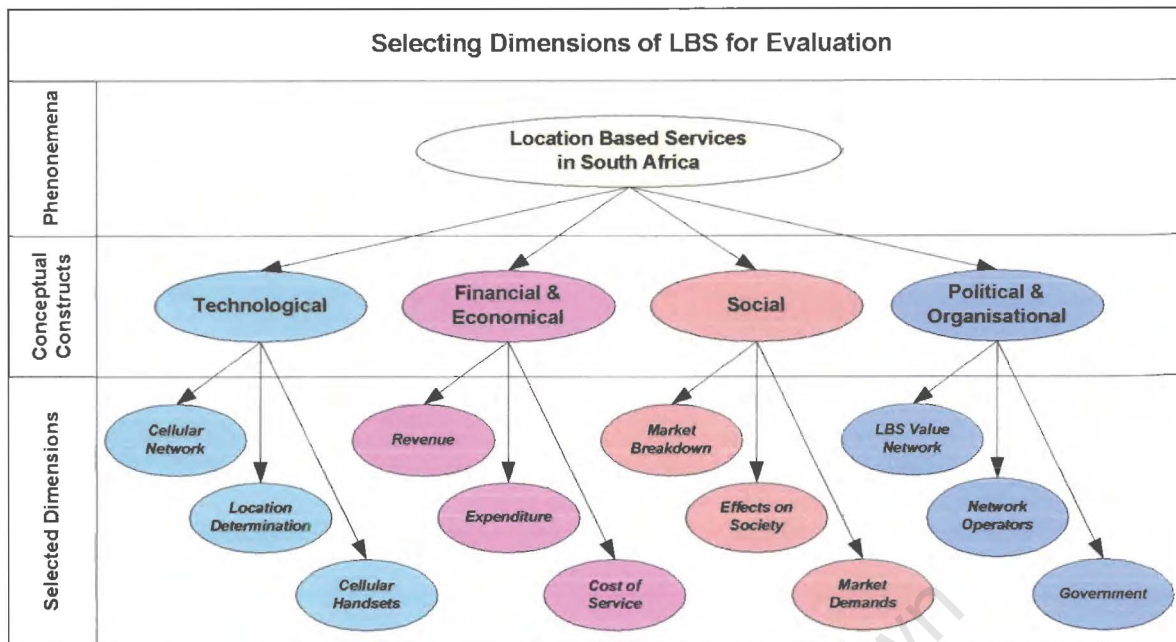 Selecting Dimensions of LBS for Evaluation
Phenonemena
Location Based Services
in South Africa
Conceptual
Constructs
Technological
Financial &
Economical
Social
Political &
Organisational
Selected Dimensions
Cellular
Network
Revenue
Market
Breakdown
LBS Value
Network
Location
Determination
Expenditure
Effects on
Society
Network
Operators
Cellular
Handsets
Cost of
Service
Market
Demands
Government
wn